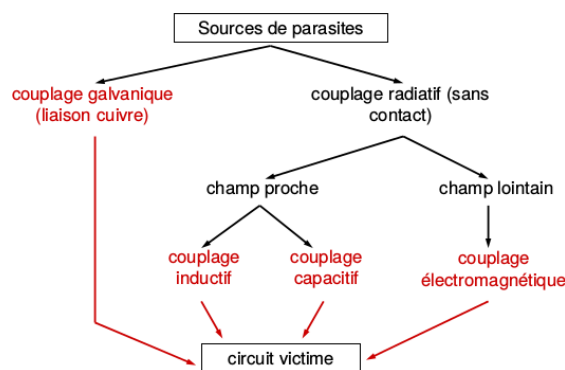 Sources de parasites
couplage galvanique
(liaison cuivre)
couplage radiatif (sans
contact)
champ proche
champ lointain
couplage
inductif
couplage
capacitif
couplage
électromagnétique
circuit victime